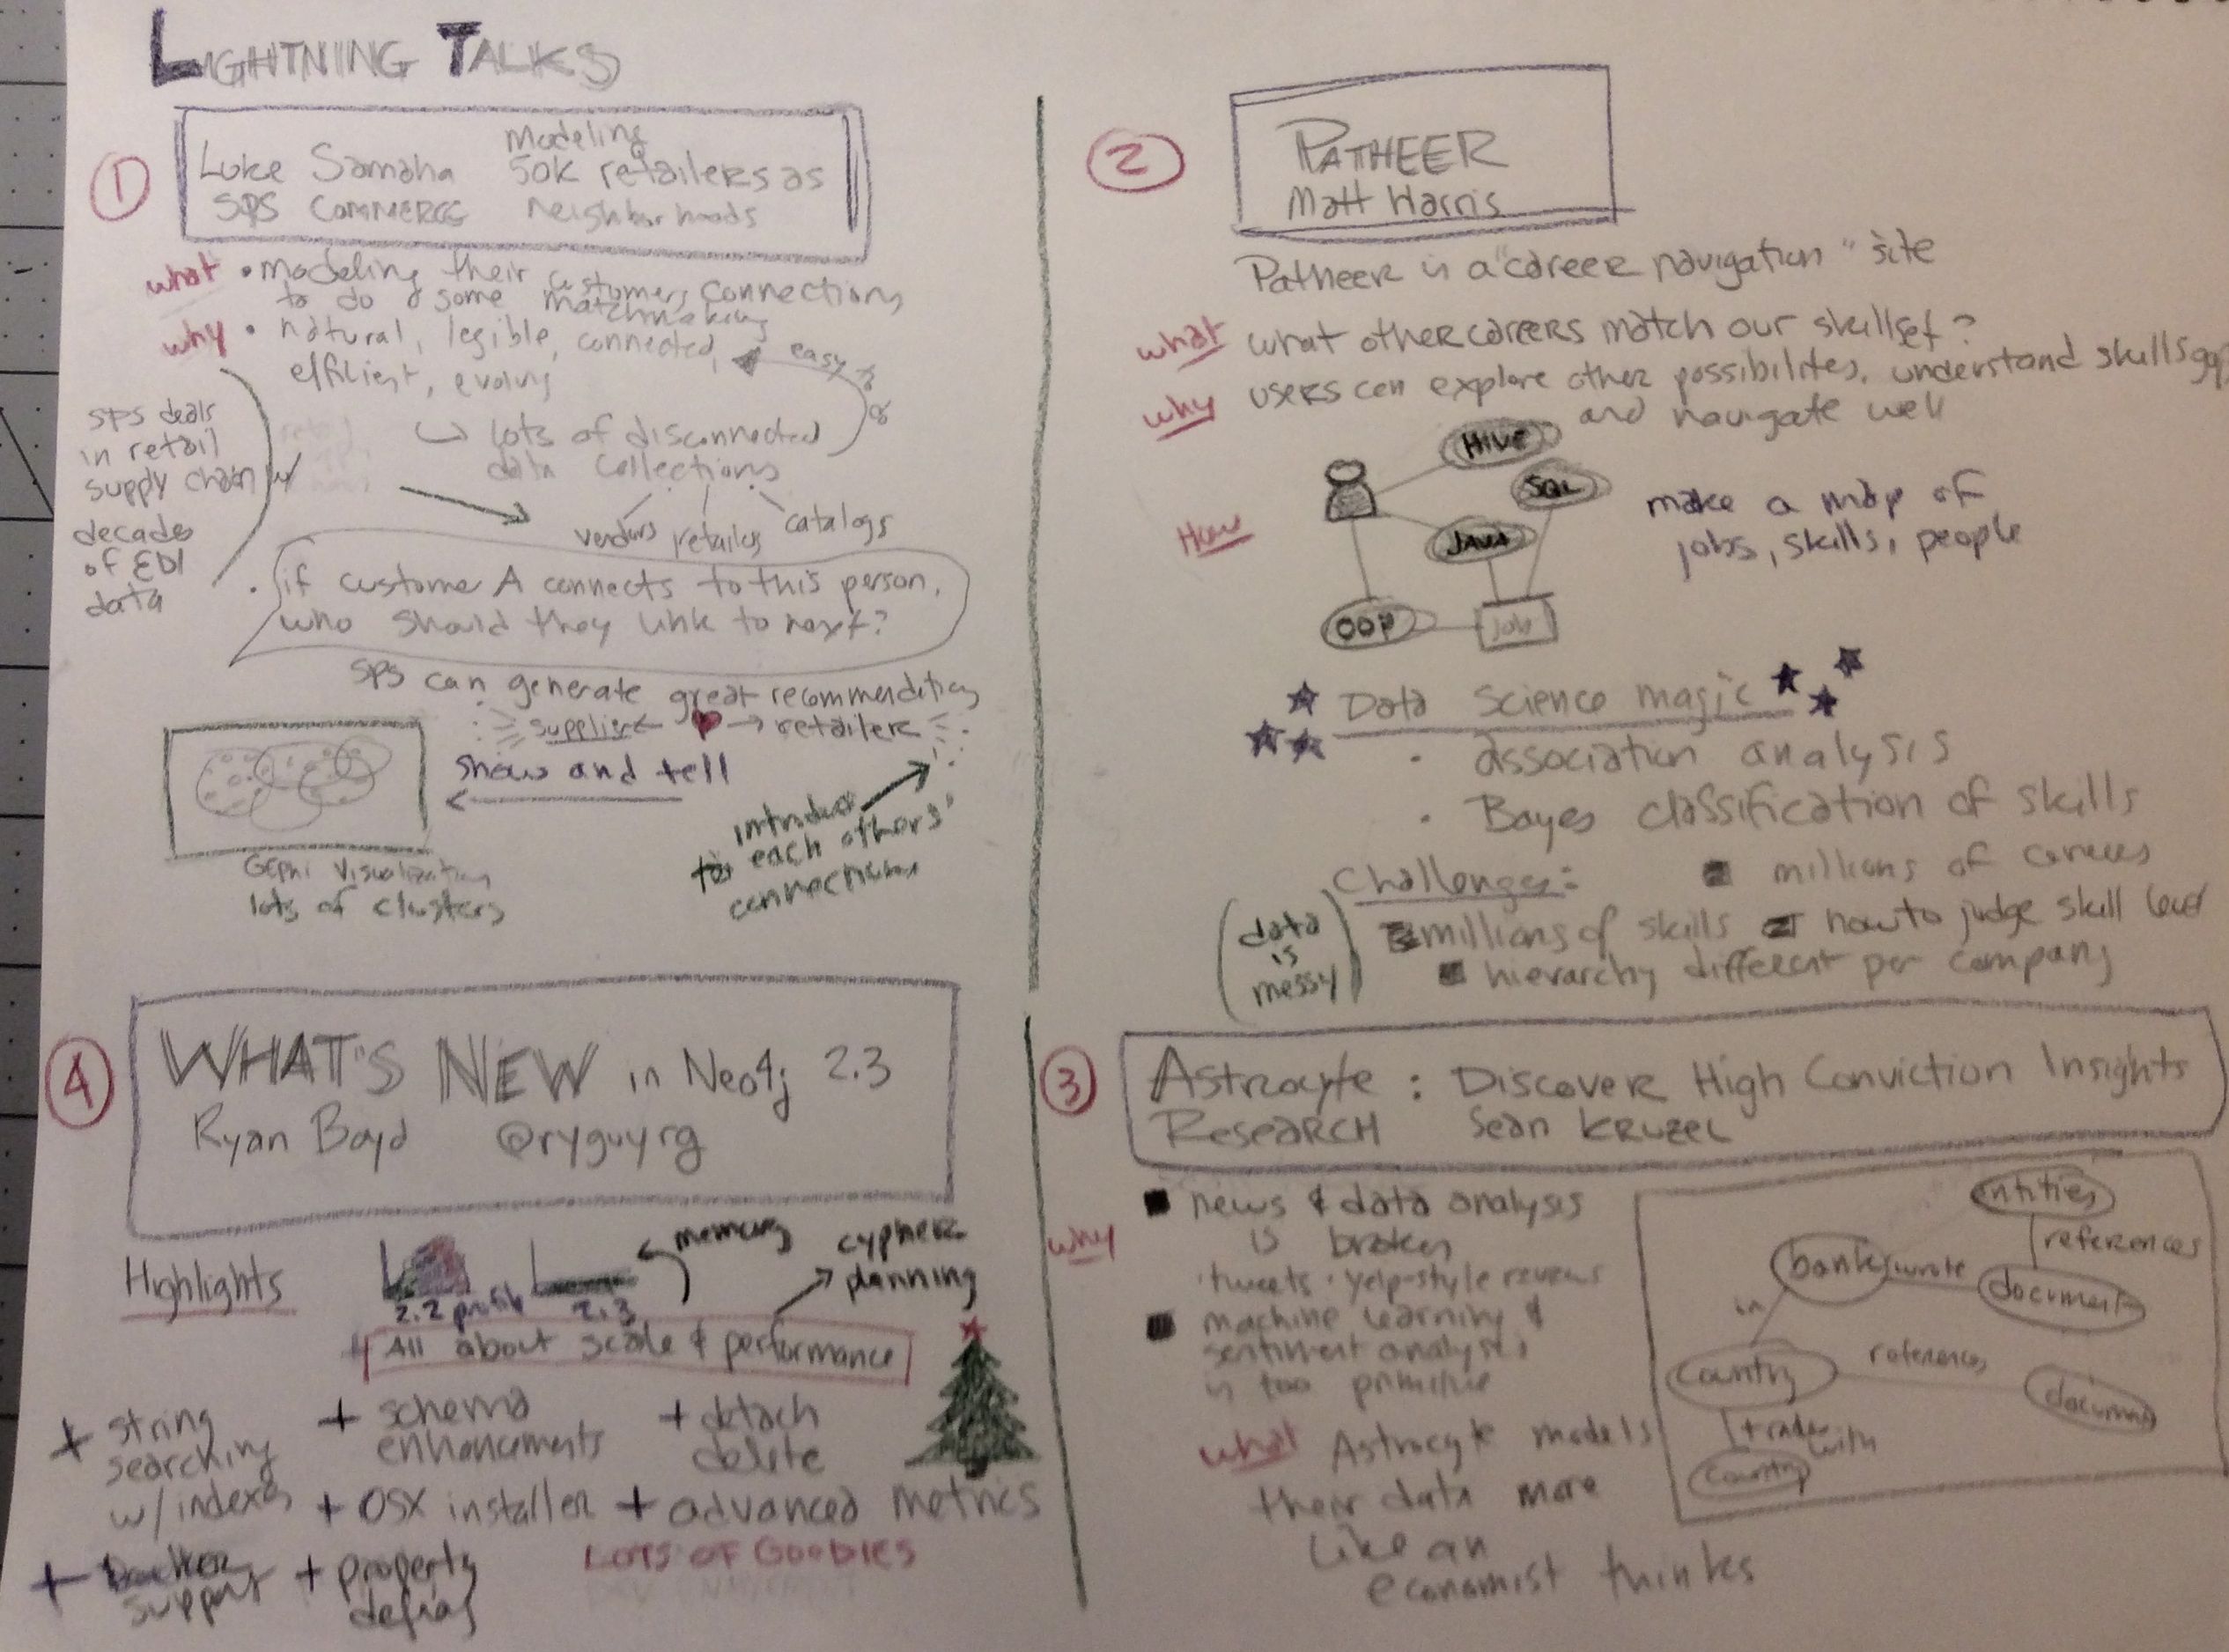 LIGHTNING TALKS
①
Luke Samaha
SPS COMMERCE
Modeling
50K retailers as
neighborhoods
what • modeling their customers connections
to do some matchmaking
why • natural, legible, connected,
efficient, evolving
easy to
SPS deals
in retail
supply chain w/
decades
of EDI
data
lots of disconnected
data collections
vendors retailers catalogs
• if customer A connects to this person,
who should they link to next?
SPS can generate great recommendations
supplier ← ♥ → retailer
show and tell
introduce
to each others'
connections
Gephi visualization
lots of clusters
②
PATHEER
Matt Harris
Patheer is a "career navigation" site
what what other careers match our skillset?
why users can explore other possibilites, understand skills gap
and navigate well
How
HIVE
SQL
JAVA
OOP
job
make a map of
jobs, skills, people
Data Science magic
• association analysis
• Bayes classification of skills
Challenges:
millions of careers
(data
is
messy)
millions of skills
how to judge skill level
hierarchy different per company
③
Astrocyte : Discover High Conviction Insights
Research Sean Kruzel
why
news & data analysis
is broken
• tweets • yelp-style reviews
machine learning &
sentiment analysis
is too primitive
what Astrocyte models
their data more
like an
economist thinks
entities
references
bank
wrote
document
in
country
references
document
trade with
country
④
WHAT'S NEW in Neo4j 2.3
Ryan Boyd @ryguyrg
Highlights
2.2 profile
2.3
memory
cypher
planning
All about scale & performance
+ string
searching
w/ indexes
+ schema
enhancements
+ detach
delete
+ OSX installer + advanced metrics
+ Docker
support
+ property
defrag
LOTS OF GOODIES